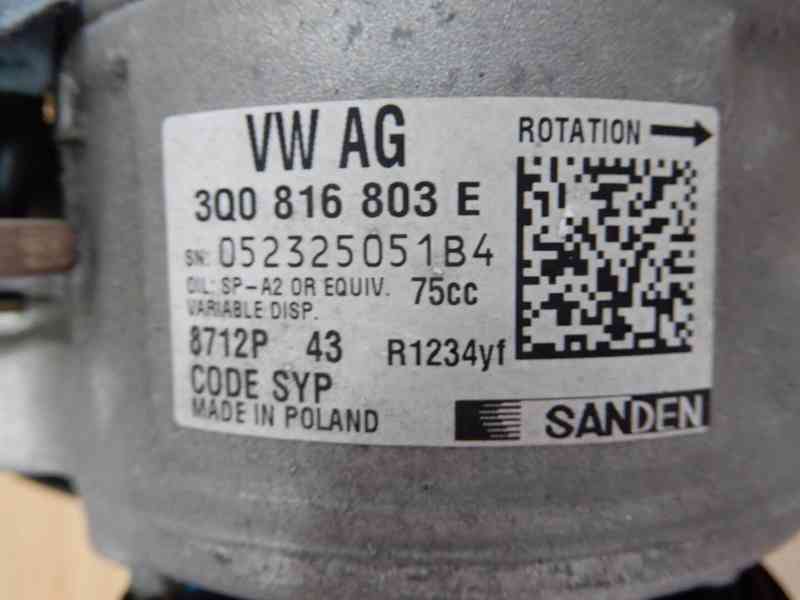 VW AG
ROTATION
3Q0 816 803 E
SN: 052325051B4
OIL: SP-A2 OR EQUIV. 75cc
VARIABLE DISP.
8712P 43 R1234yf
CODE SYP
MADE IN POLAND
SANDEN